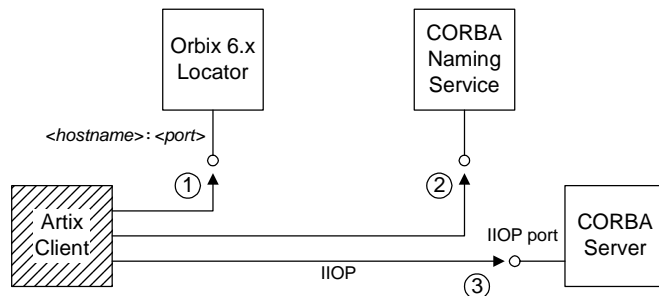 Orbix 6.x
Locator
CORBA
Naming
Service
<hostname>:<port>
1
2
Artix
Client
IIOP port
CORBA
Server
IIOP
3